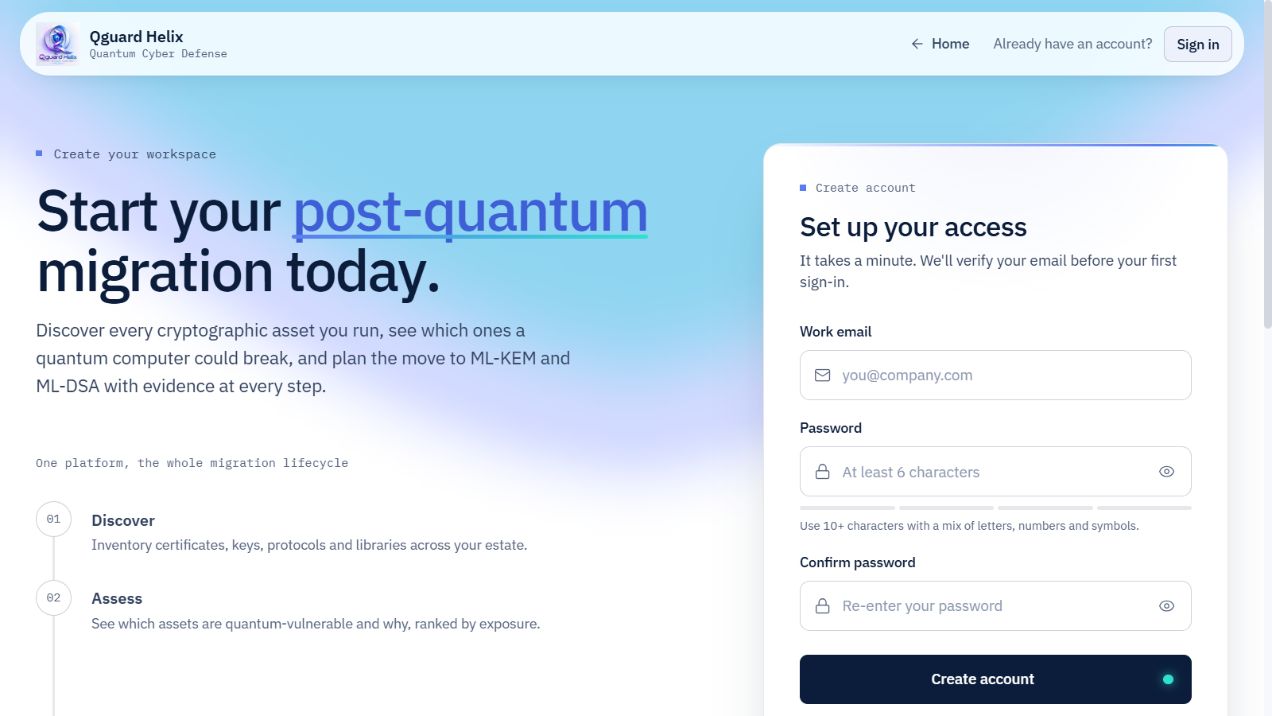 Qguard Helix
Qguard Helix
Quantum Cyber Defense
Home
Already have an account?
Sign in
Create your workspace
Start your post-quantum
migration today.
Discover every cryptographic asset you run, see which ones a
quantum computer could break, and plan the move to ML-KEM and
ML-DSA with evidence at every step.
One platform, the whole migration lifecycle
01
Discover
Inventory certificates, keys, protocols and libraries across your estate.
02
Assess
See which assets are quantum-vulnerable and why, ranked by exposure.
Create account
Set up your access
It takes a minute. We'll verify your email before your first
sign-in.
Work email
you@company.com
Password
At least 6 characters
Use 10+ characters with a mix of letters, numbers and symbols.
Confirm password
Re-enter your password
Create account